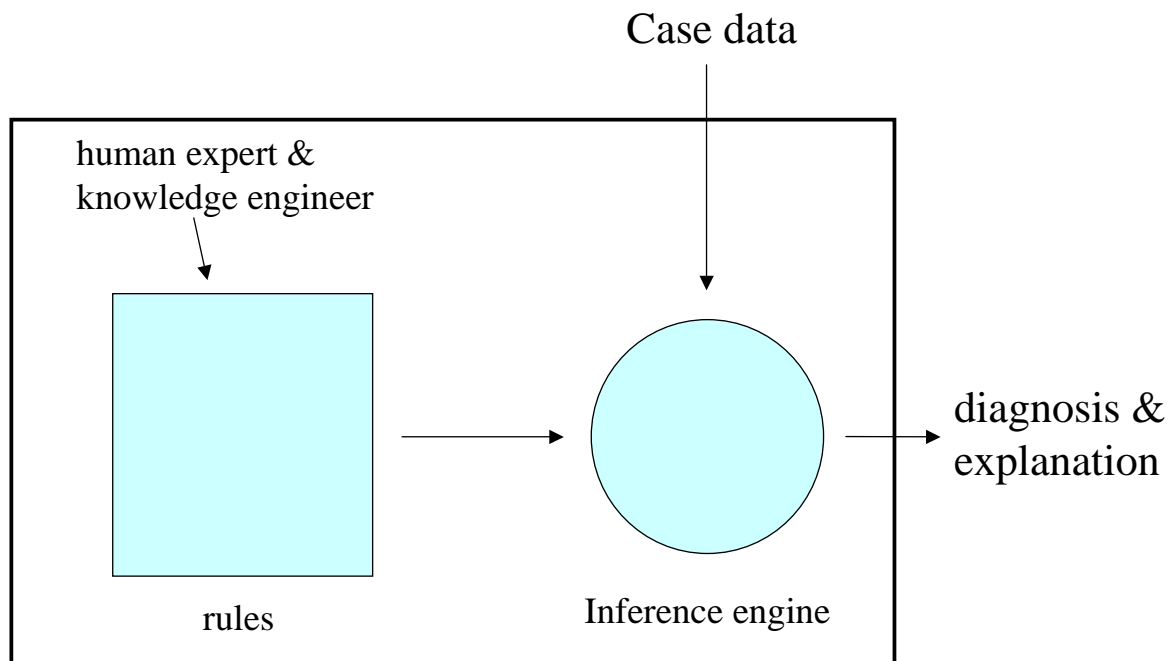 Case data
human expert &
knowledge engineer
diagnosis &
explanation
rules
Inference engine